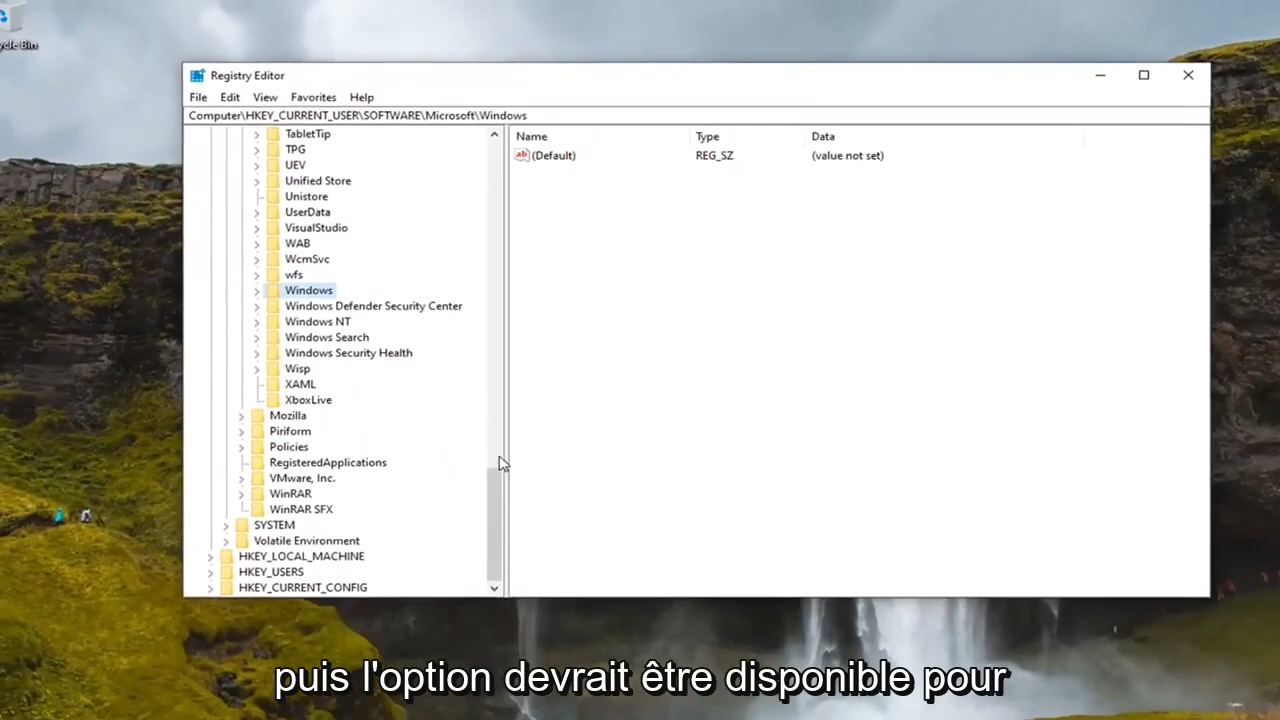 ycle Bin
Registry Editor
File Edit View Favorites Help
Computer\HKEY_CURRENT_USER\SOFTWARE\Microsoft\Windows
Name Type Data
ab (Default) REG_SZ (value not set)
TabletTip
TPG
UEV
Unified Store
Unistore
UserData
VisualStudio
WAB
WcmSvc
wfs
Windows
Windows Defender Security Center
Windows NT
Windows Search
Windows Security Health
Wisp
XAML
XboxLive
Mozilla
Piriform
Policies
RegisteredApplications
VMware, Inc.
WinRAR
WinRAR SFX
SYSTEM
Volatile Environment
HKEY_LOCAL_MACHINE
HKEY_USERS
HKEY_CURRENT_CONFIG
puis l'option devrait être disponible pour